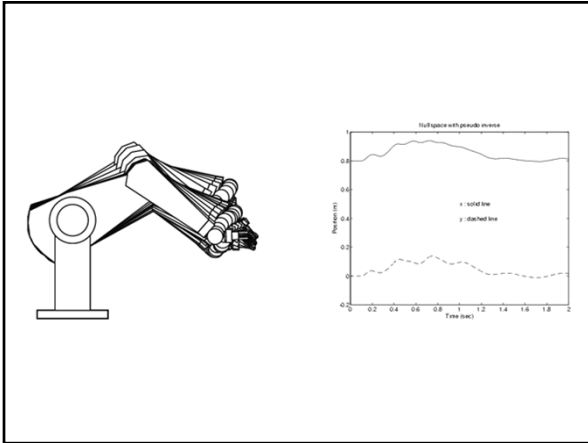 Null space with pseudo inverse
1
0.8
0.6
0.4
0.2
0
-0.2
Position (m)
x : solid line
y : dashed line
0 0.2 0.4 0.6 0.8 1 1.2 1.4 1.6 1.8 2
Time (sec)